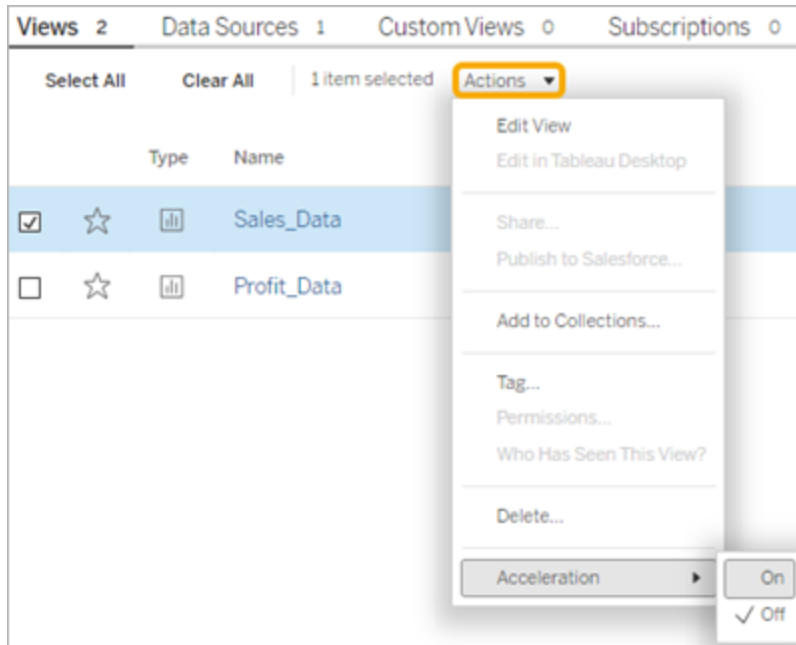 Views 2 Data Sources 1 Custom Views 0 Subscriptions 0
Select All Clear All 1 item selected Actions
Type Name
Sales_Data
Profit_Data
Edit View
Edit in Tableau Desktop
Share...
Publish to Salesforce...
Add to Collections...
Tag...
Permissions...
Who Has Seen This View?
Delete...
Acceleration
On
Off